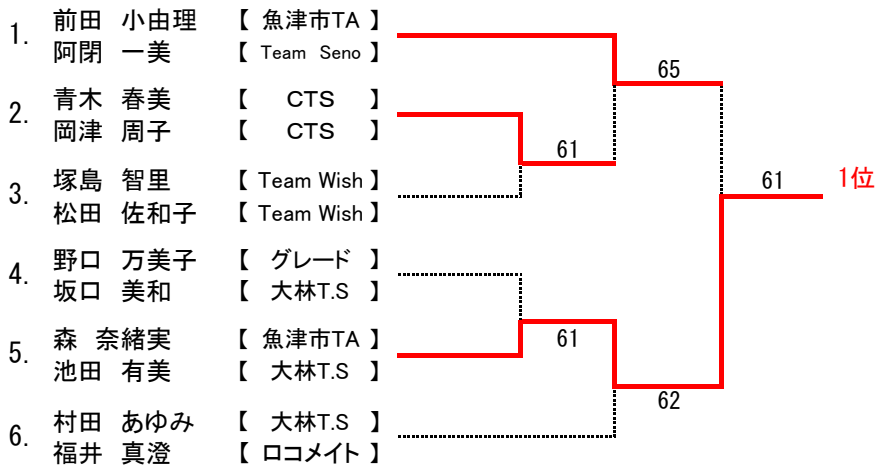 1. 前田 小由理 【 魚津市TA 】
阿閉 一美 【 Team Seno 】
65
2. 青木 春美 【 CTS 】
岡津 周子 【 CTS 】
61
3. 塚島 智里 【 Team Wish 】
松田 佐和子 【 Team Wish 】
61 1位
4. 野口 万美子 【 グレード 】
坂口 美和 【 大林T.S 】
5. 森 奈緒実 【 魚津市TA 】
池田 有美 【 大林T.S 】
61
62
6. 村田 あゆみ 【 大林T.S 】
福井 真澄 【 ロコメイト 】